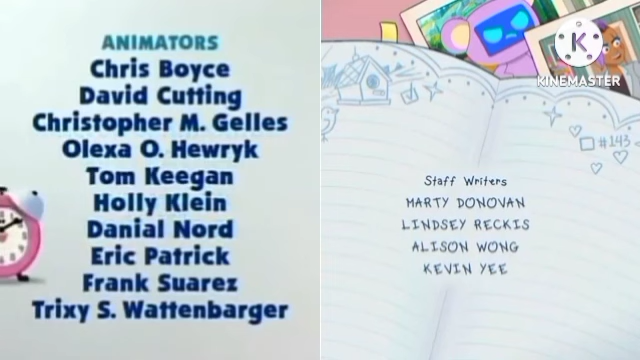 ANIMATORS
Chris Boyce
David Cutting
Christopher M. Gelles
Olexa O. Hewryk
Tom Keegan
Holly Klein
Danial Nord
Eric Patrick
Frank Suarez
Trixy S. Wattenbarger
K
KINEMASTER
#143
Staff Writers
MARTY DONOVAN
LINDSEY RECKIS
ALISON WONG
KEVIN YEE